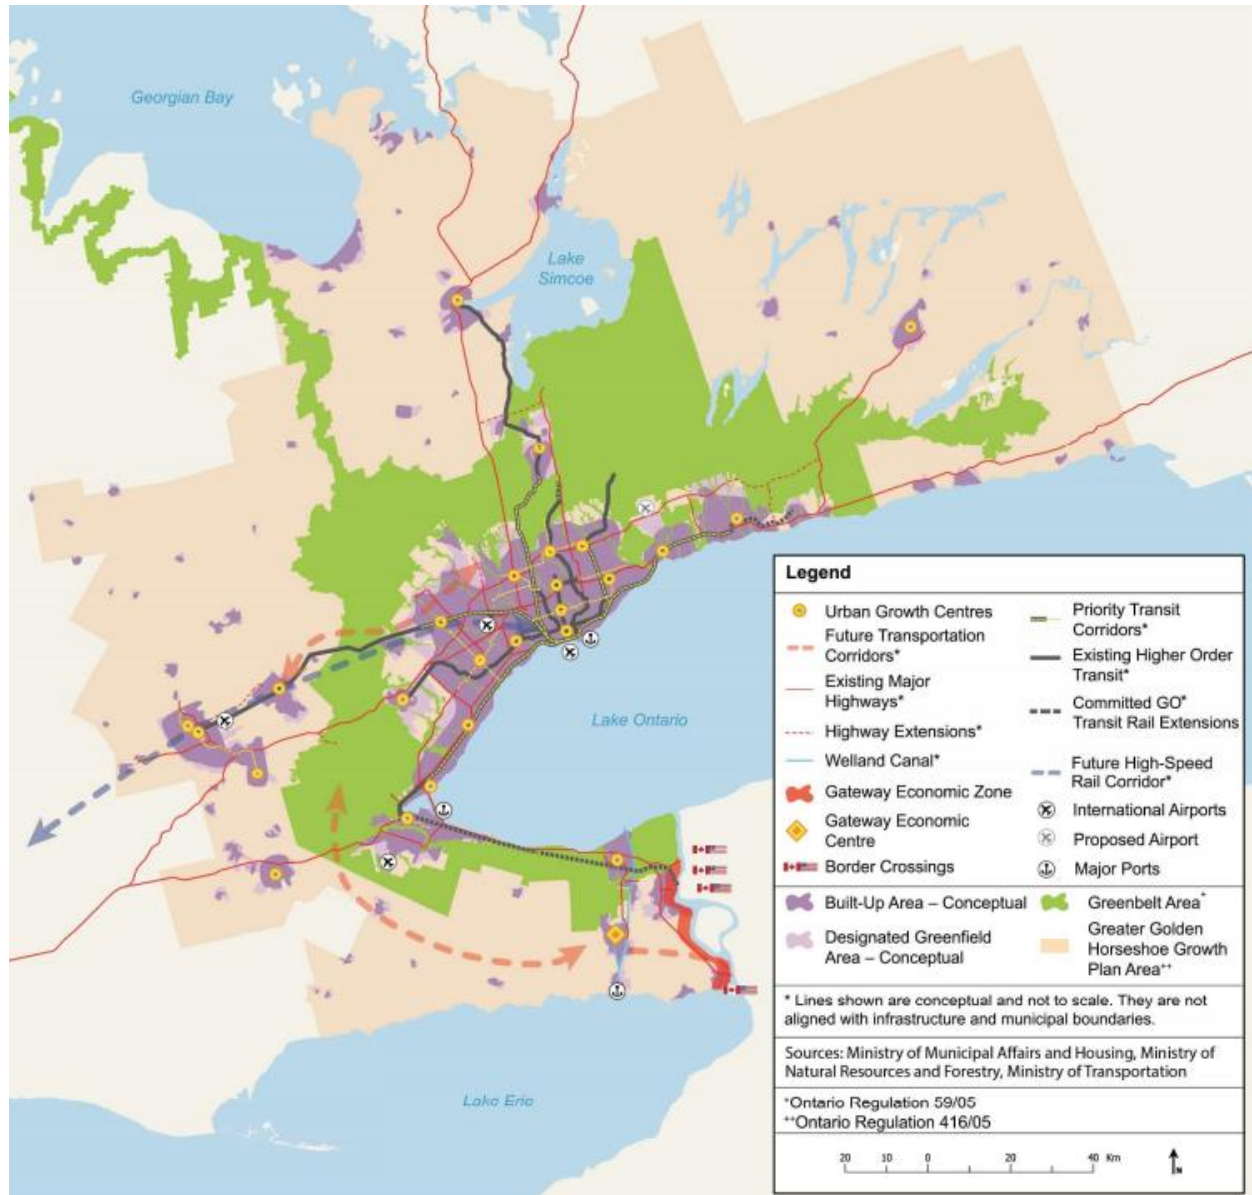 Georgian Bay
Lake
Simcoe
Lake Ontario
Lake Erie
Legend
Urban Growth Centres
Future Transportation
Corridors*
Existing Major
Highways*
Highway Extensions*
Welland Canal*
Gateway Economic Zone
Gateway Economic
Centre
Border Crossings
Priority Transit
Corridors*
Existing Higher Order
Transit*
Committed GO*
Transit Rail Extensions
Future High-Speed
Rail Corridor*
International Airports
Proposed Airport
Major Ports
Built-Up Area – Conceptual
Designated Greenfield
Area – Conceptual
Greenbelt Area+
Greater Golden
Horseshoe Growth
Plan Area++
* Lines shown are conceptual and not to scale. They are not
aligned with infrastructure and municipal boundaries.
Sources: Ministry of Municipal Affairs and Housing, Ministry of
Natural Resources and Forestry, Ministry of Transportation
+Ontario Regulation 59/05
++Ontario Regulation 416/05
20 10 0 20 40 Km
N